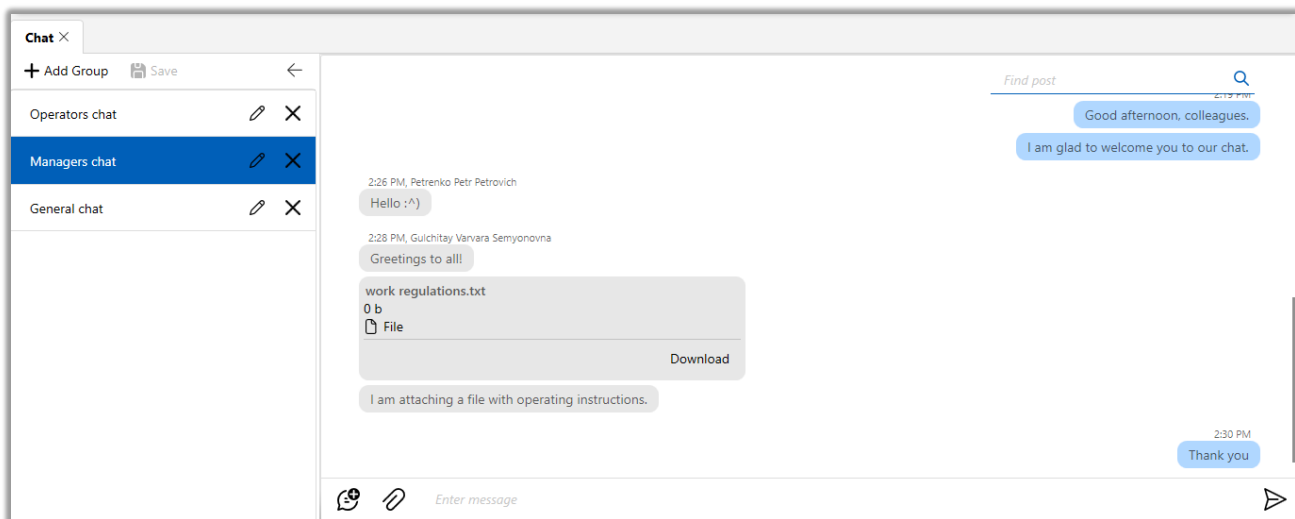 Chat
Add Group Save
Operators chat
Managers chat
General chat
Find post
2:19 PM
Good afternoon, colleagues.
I am glad to welcome you to our chat.
2:26 PM, Petrenko Petr Petrovich
Hello :^)
2:28 PM, Gulchitay Varvara Semyonovna
Greetings to all!
work regulations.txt
0 b
File
Download
I am attaching a file with operating instructions.
2:30 PM
Thank you
Enter message